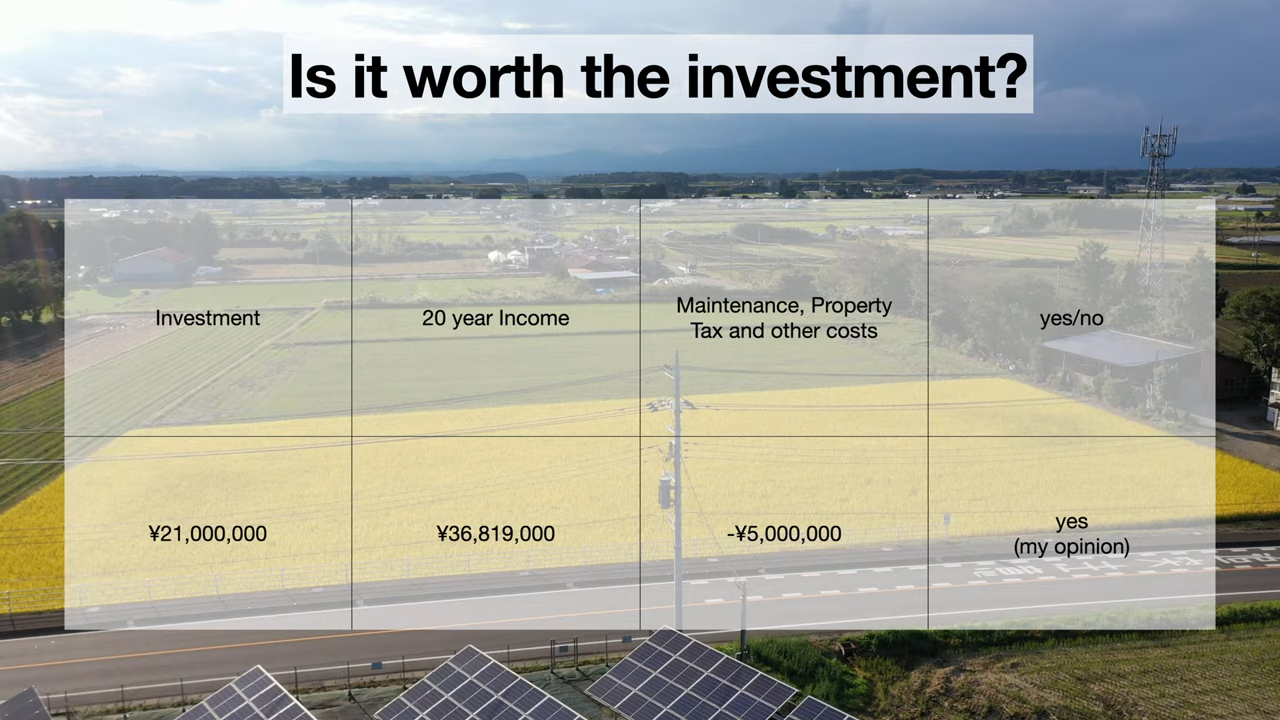 Is it worth the investment?
Investment
20 year Income
Maintenance, Property
Tax and other costs
yes/no
¥21,000,000
¥36,819,000
-¥5,000,000
yes
(my opinion)